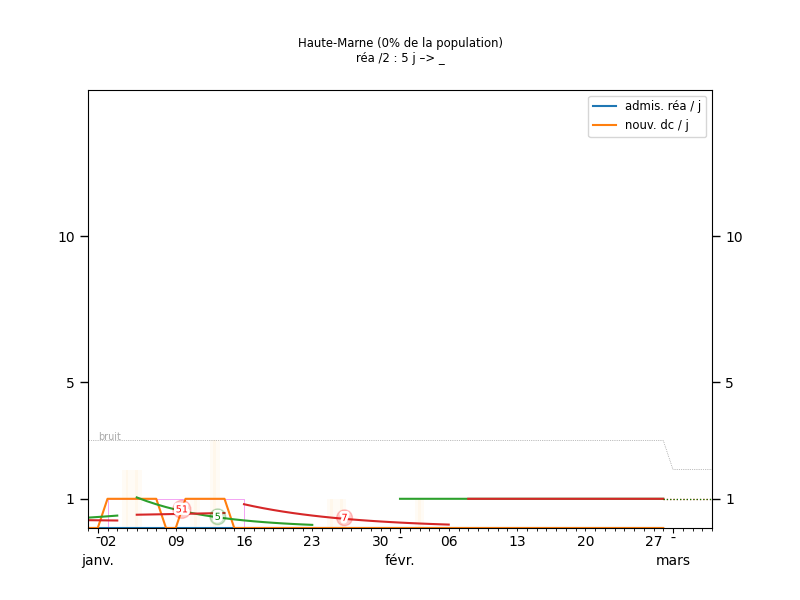 Haute-Marne (0% de la population)
réa /2 : 5 j –> _
admis. réa / j
nouv. dc / j
10 10
5 5
bruit
1 1
51 5 7
02 09 16 23 30 06 13 20 27
janv. févr. mars